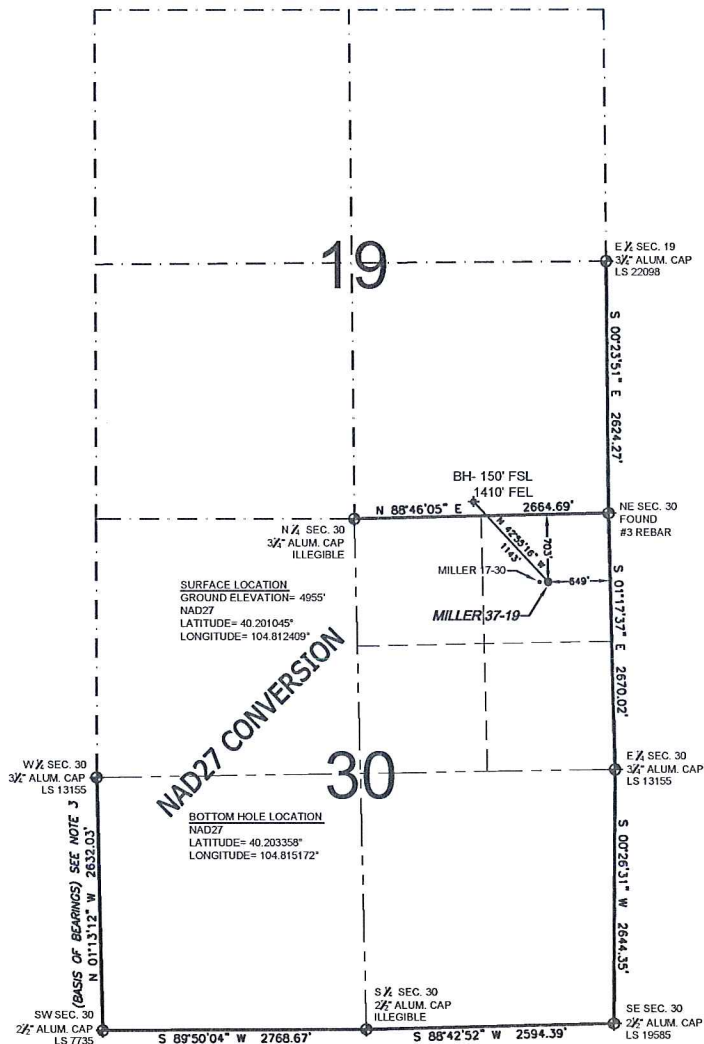 19
E ¼ SEC. 19
3¼" ALUM. CAP
LS 22098
S 00°23'51" E 2624.27'
BH- 150' FSL
1410' FEL
N 88°46'05" E 2664.69'
NE SEC. 30
FOUND
#3 REBAR
N ¼ SEC. 30
3¼" ALUM. CAP
ILLEGIBLE
N 42°55'16" W
1143'
703'
MILLER 17-30
649'
MILLER 37-19
S 01°17'37" E 2670.02'
SURFACE LOCATION
GROUND ELEVATION= 4955'
NAD27
LATITUDE= 40.201045°
LONGITUDE= 104.812409°
NAD27 CONVERSION
W ¼ SEC. 30
3¼" ALUM. CAP
LS 13155
30
E ¼ SEC. 30
3¼" ALUM. CAP
LS 13155
BOTTOM HOLE LOCATION
NAD27
LATITUDE= 40.203358°
LONGITUDE= 104.815172°
(BASIS OF BEARINGS) SEE NOTE 3
N 01°13'12" W 2632.03'
S 00°26'31" W 2644.35'
S ¼ SEC. 30
2½" ALUM. CAP
ILLEGIBLE
SW SEC. 30
2½" ALUM. CAP
LS 7735
S 89°50'04" W 2768.67'
S 88°42'52" W 2594.39'
SE SEC. 30
2½" ALUM. CAP
LS 19585